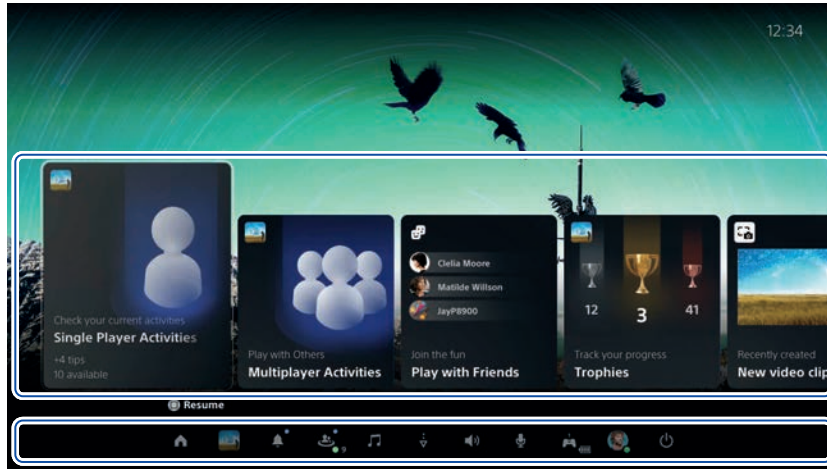 12:34
Check your current activities
Single Player Activities
+4 tips
10 available
Play with Others
Multiplayer Activities
Clelia Moore
Matilde Willson
JayP8900
Join the fun
Play with Friends
12
3
41
Track your progress
Trophies
Recently created
New video clip
Resume
9